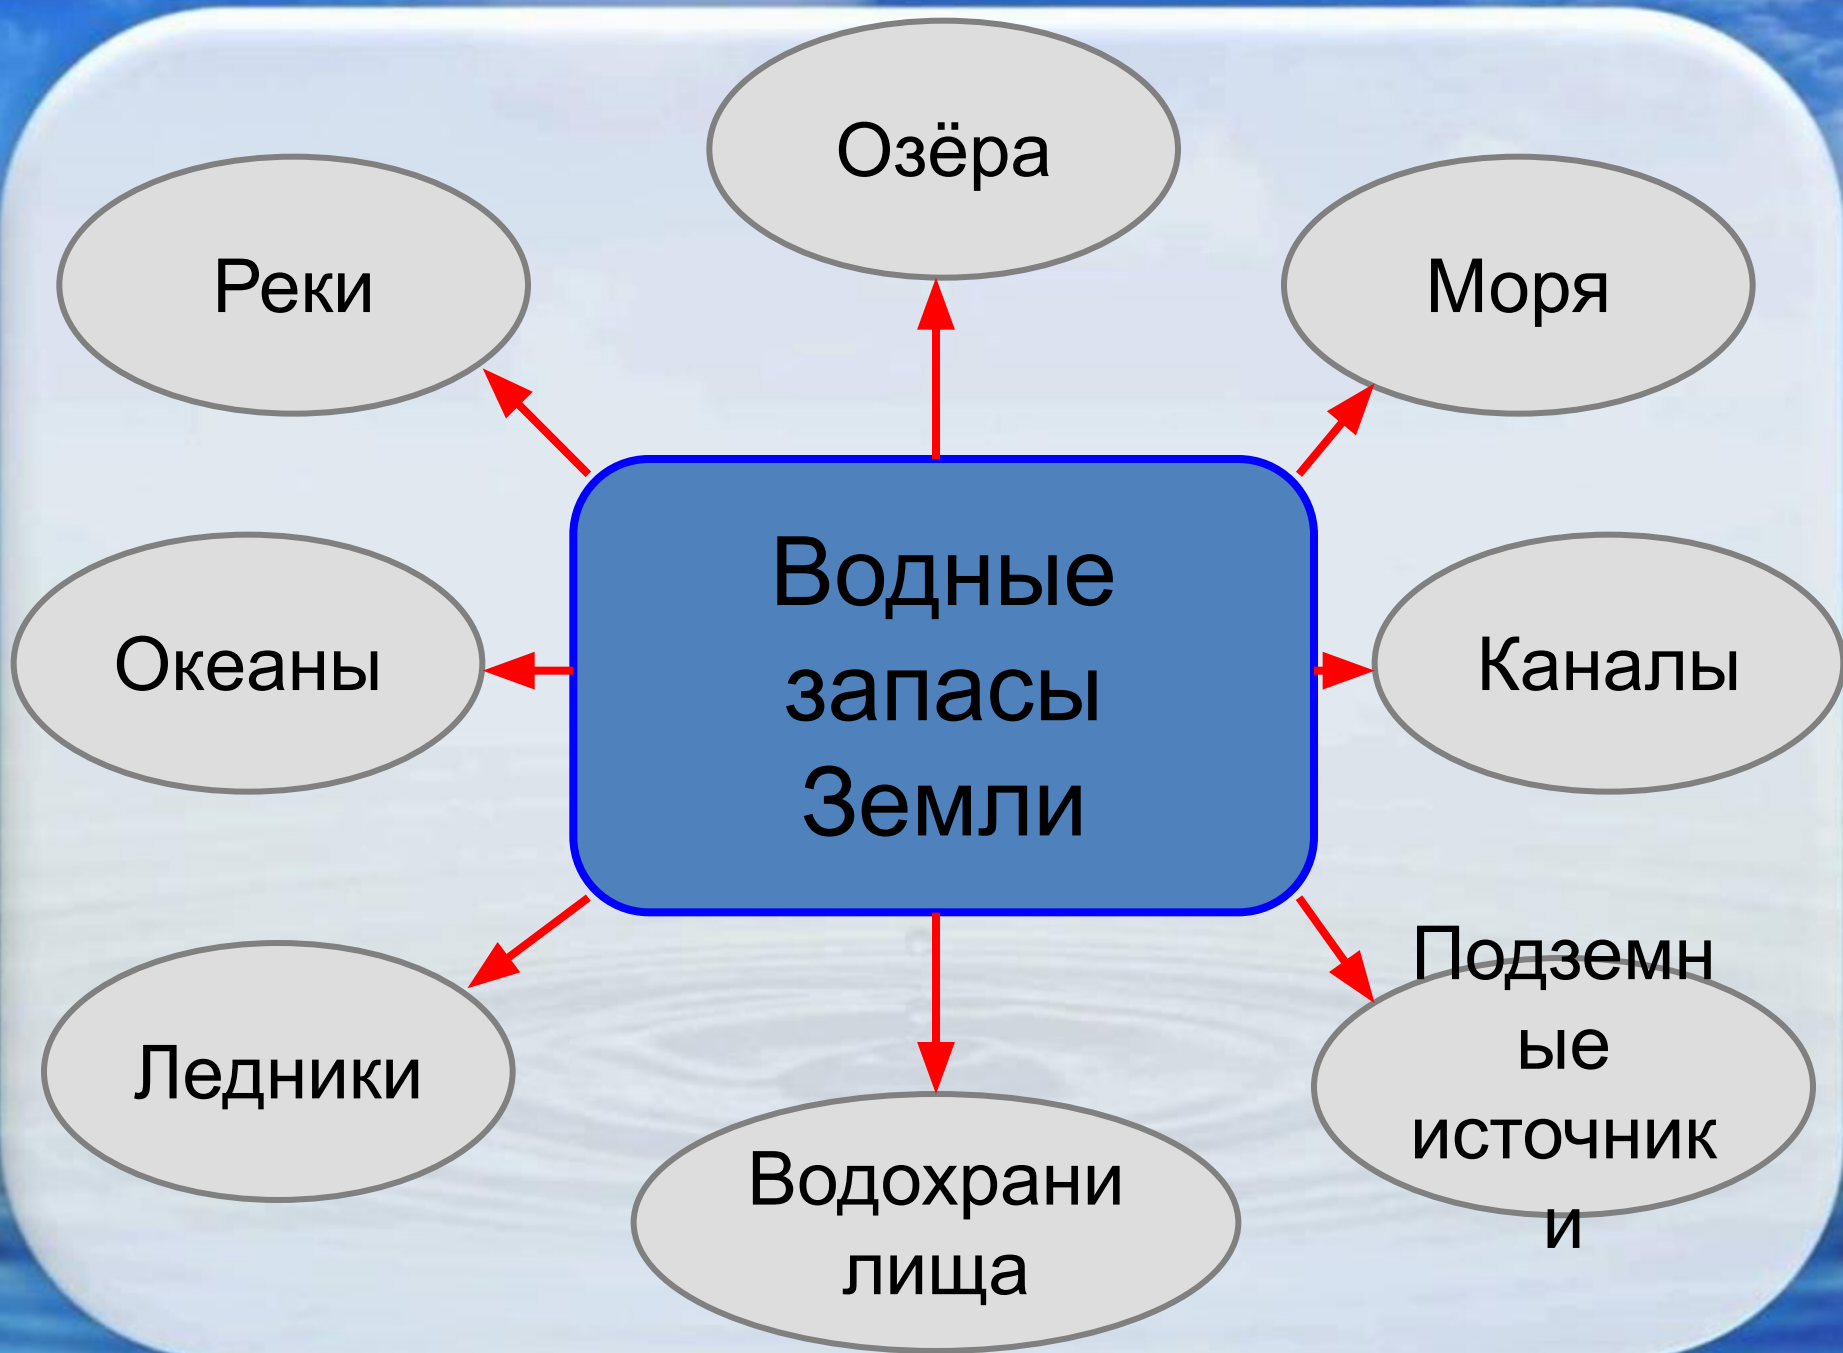 Озёра
Реки
Моря
Водные
запасы
Земли
Океаны
Каналы
Ледники
Подземн
ые
источник
и
Водохрани
лища